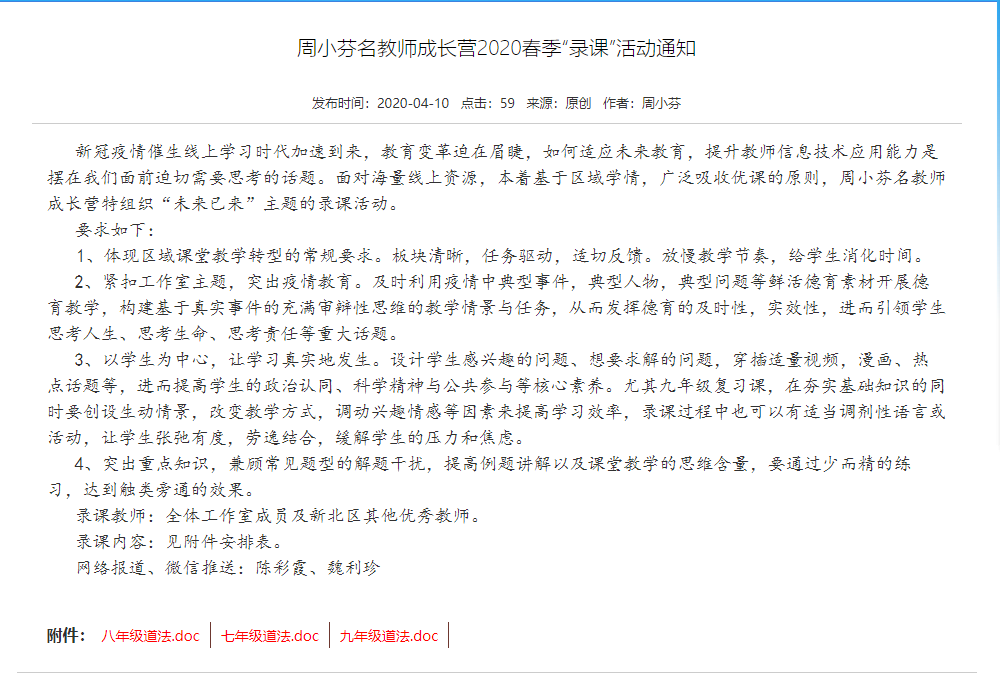 周小芬名教师成长营2020春季“录课”活动通知
发布时间：2020-04-10 点击：59 来源：原创 作者：周小芬
新冠疫情催生线上学习时代加速到来，教育变革迫在眉睫，如何适应未来教育，提升教师信息技术应用能力是
摆在我们面前迫切需要思考的话题。面对海量线上资源，本着基于区域学情，广泛吸收优课的原则，周小芬名教师
成长营特组织“未来已来”主题的录课活动。
要求如下：
1、体现区域课堂教学转型的常规要求。板块清晰，任务驱动，适切反馈。放慢教学节奏，给学生消化时间。
2、紧扣工作室主题，突出疫情教育。及时利用疫情中典型事件，典型人物，典型问题等鲜活德育素材开展德
育教学，构建基于真实事件的充满审辩性思维的教学情景与任务，从而发挥德育的及时性，实效性，进而引领学生
思考人生、思考生命、思考责任等重大话题。
3、以学生为中心，让学习真实地发生。设计学生感兴趣的问题、想要求解的问题，穿插适量视频，漫画、热
点话题等，进而提高学生的政治认同、科学精神与公共参与等核心素养。尤其九年级复习课，在夯实基础知识的同
时要创设生动情景，改变教学方式，调动兴趣情感等因素来提高学习效率，录课过程中也可以有适当调剂性语言或
活动，让学生张弛有度，劳逸结合，缓解学生的压力和焦虑。
4、突出重点知识，兼顾常见题型的解题干扰，提高例题讲解以及课堂教学的思维含量，要通过少而精的练
习，达到触类旁通的效果。
录课教师：全体工作室成员及新北区其他优秀教师。
录课内容：见附件安排表。
网络报道、微信推送：陈彩霞、魏利珍
附件： 八年级道法.doc 七年级道法.doc 九年级道法.doc